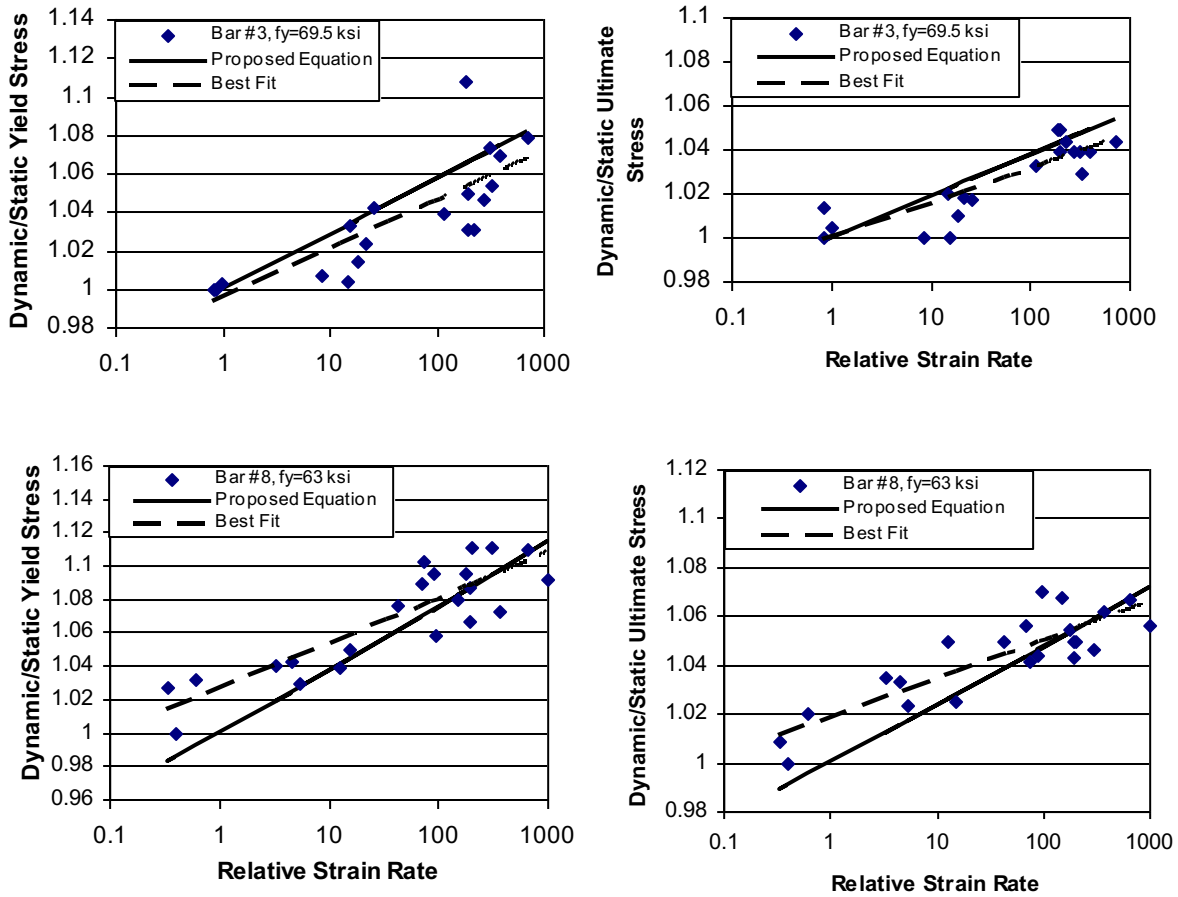 Dynamic/Static Yield Stress
1.14
1.12
1.1
1.08
1.06
1.04
1.02
1
0.98
Bar #3, fy=69.5 ksi
Proposed Equation
Best Fit
0.1 1 10 100 1000
Dynamic/Static Ultimate
Stress
1.1
1.08
1.06
1.04
1.02
1
0.98
Bar #3, fy=69.5 ksi
Proposed Equation
Best Fit
0.1 1 10 100 1000
Relative Strain Rate
Dynamic/Static Yield Stress
1.16
1.14
1.12
1.1
1.08
1.06
1.04
1.02
1
0.98
0.96
Bar #8, fy=63 ksi
Proposed Equation
Best Fit
0.1 1 10 100 1000
Relative Strain Rate
Dynamic/Static Ultimate Stress
1.12
1.1
1.08
1.06
1.04
1.02
1
0.98
Bar #8, fy=63 ksi
Proposed Equation
Best Fit
0.1 1 10 100 1000
Relative Strain Rate